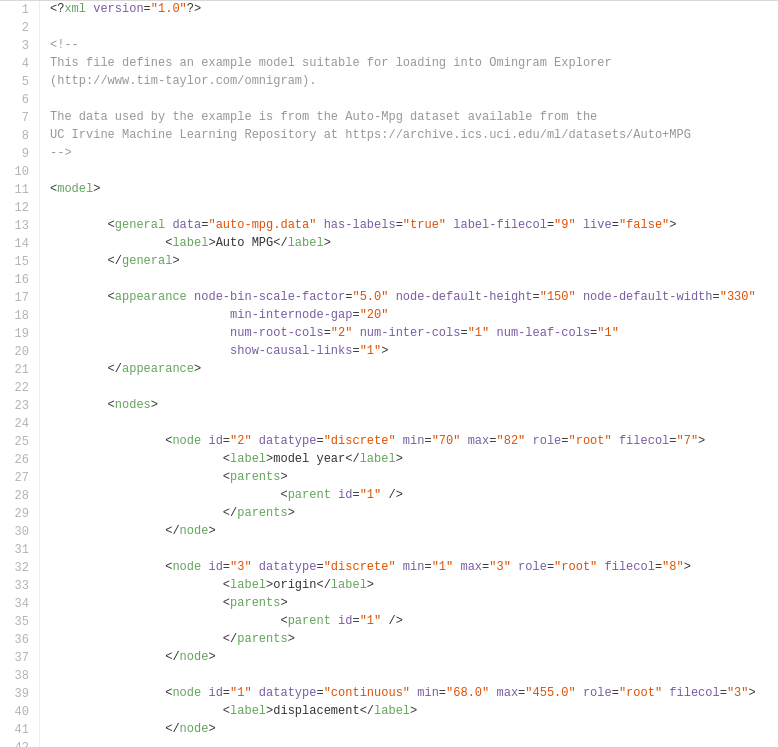 1 <?xml version="1.0"?>
2
3 <!--
4 This file defines an example model suitable for loading into Omingram Explorer
5 (http://www.tim-taylor.com/omnigram).
6
7 The data used by the example is from the Auto-Mpg dataset available from the
8 UC Irvine Machine Learning Repository at https://archive.ics.uci.edu/ml/datasets/Auto+MPG
9 -->
10
11 <model>
12
13 <general data="auto-mpg.data" has-labels="true" label-filecol="9" live="false">
14 <label>Auto MPG</label>
15 </general>
16
17 <appearance node-bin-scale-factor="5.0" node-default-height="150" node-default-width="330"
18 min-internode-gap="20"
19 num-root-cols="2" num-inter-cols="1" num-leaf-cols="1"
20 show-causal-links="1">
21 </appearance>
22
23 <nodes>
24
25 <node id="2" datatype="discrete" min="70" max="82" role="root" filecol="7">
26 <label>model year</label>
27 <parents>
28 <parent id="1" />
29 </parents>
30 </node>
31
32 <node id="3" datatype="discrete" min="1" max="3" role="root" filecol="8">
33 <label>origin</label>
34 <parents>
35 <parent id="1" />
36 </parents>
37 </node>
38
39 <node id="1" datatype="continuous" min="68.0" max="455.0" role="root" filecol="3">
40 <label>displacement</label>
41 </node>
42